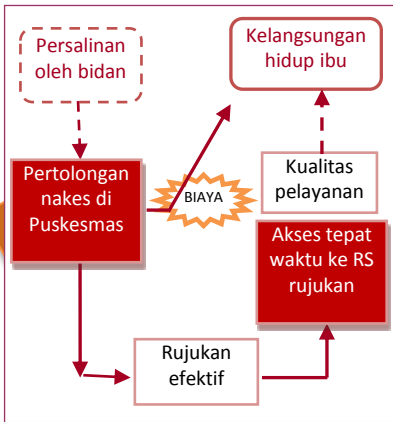 Persalinan
oleh bidan
Kelangsungan
hidup ibu
Pertolongan
nakes di
Puskesmas
BIAYA
Kualitas
pelayanan
Akses tepat
waktu ke RS
rujukan
Rujukan
efektif